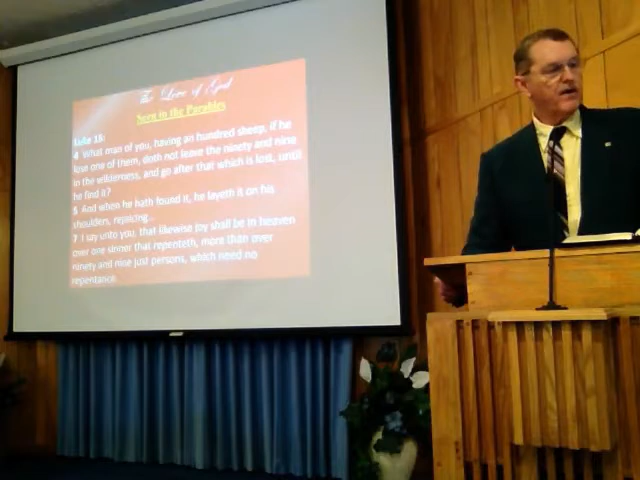 The Love of God
Seen in the Parables
Luke 15:
4 What man of you, having an hundred sheep, if he
lose one of them, doth not leave the ninety and nine
in the wilderness, and go after that which is lost, until
he find it?
5 And when he hath found it, he layeth it on his
shoulders, rejoicing...
7 I say unto you, that likewise joy shall be in heaven
over one sinner that repenteth, more than over
ninety and nine just persons, which need no
repentance.